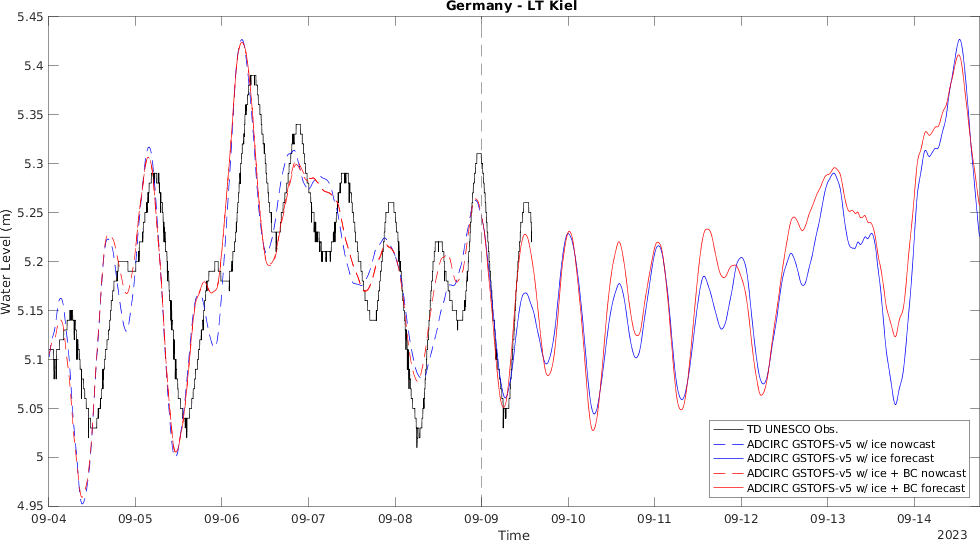 Germany - LT Kiel
5.45
5.4
5.35
5.3
5.25
5.2
5.15
5.1
5.05
5
4.95
Water Level (m)
09-04
09-05
09-06
09-07
09-08
09-09
09-10
09-11
09-12
09-13
09-14
Time
2023
TD UNESCO Obs.
ADCIRC GSTOFS-v5 w/ ice nowcast
ADCIRC GSTOFS-v5 w/ ice forecast
ADCIRC GSTOFS-v5 w/ ice + BC nowcast
ADCIRC GSTOFS-v5 w/ ice + BC forecast